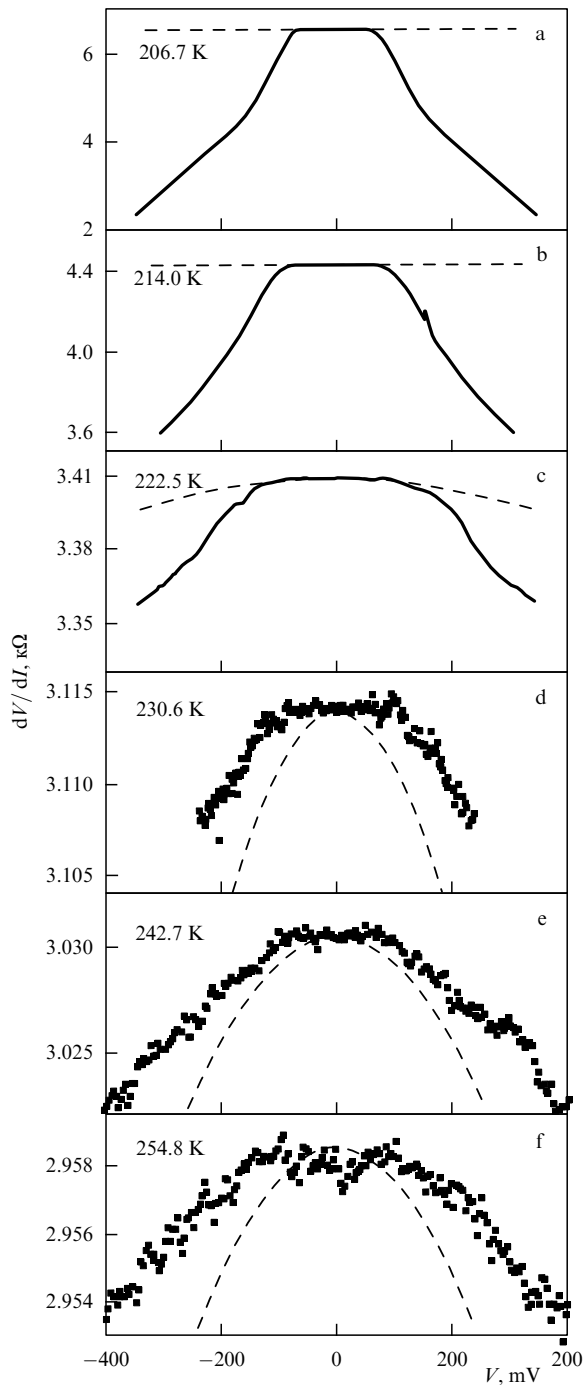 6
4
2
206.7 K
a
4.4
4.0
3.6
214.0 K
b
3.41
3.38
3.35
222.5 K
c
dV/dI, кΩ
3.115
3.110
3.105
230.6 K
d
3.030
3.025
242.7 K
e
2.958
2.956
2.954
254.8 K
f
−400 −200 0 100 V, mV 200